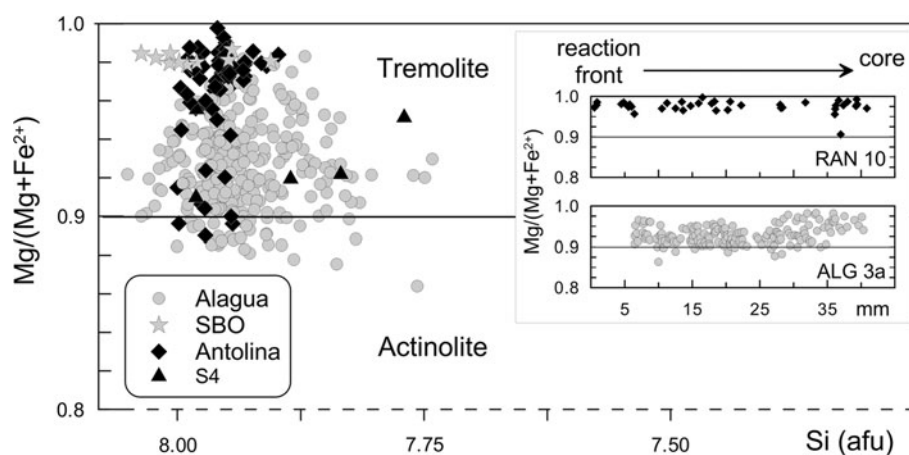 1.0
Mg/(Mg+Fe²⁺)
0.9
0.8
Tremolite
Actinolite
Alagua
SBO
Antolina
S4
8.00
7.75
7.50
Si (afu)
reaction
front
core
Mg/(Mg+Fe²⁺)
1.0
0.9
0.8
RAN 10
1.0
0.9
0.8
ALG 3a
5
15
25
35
mm